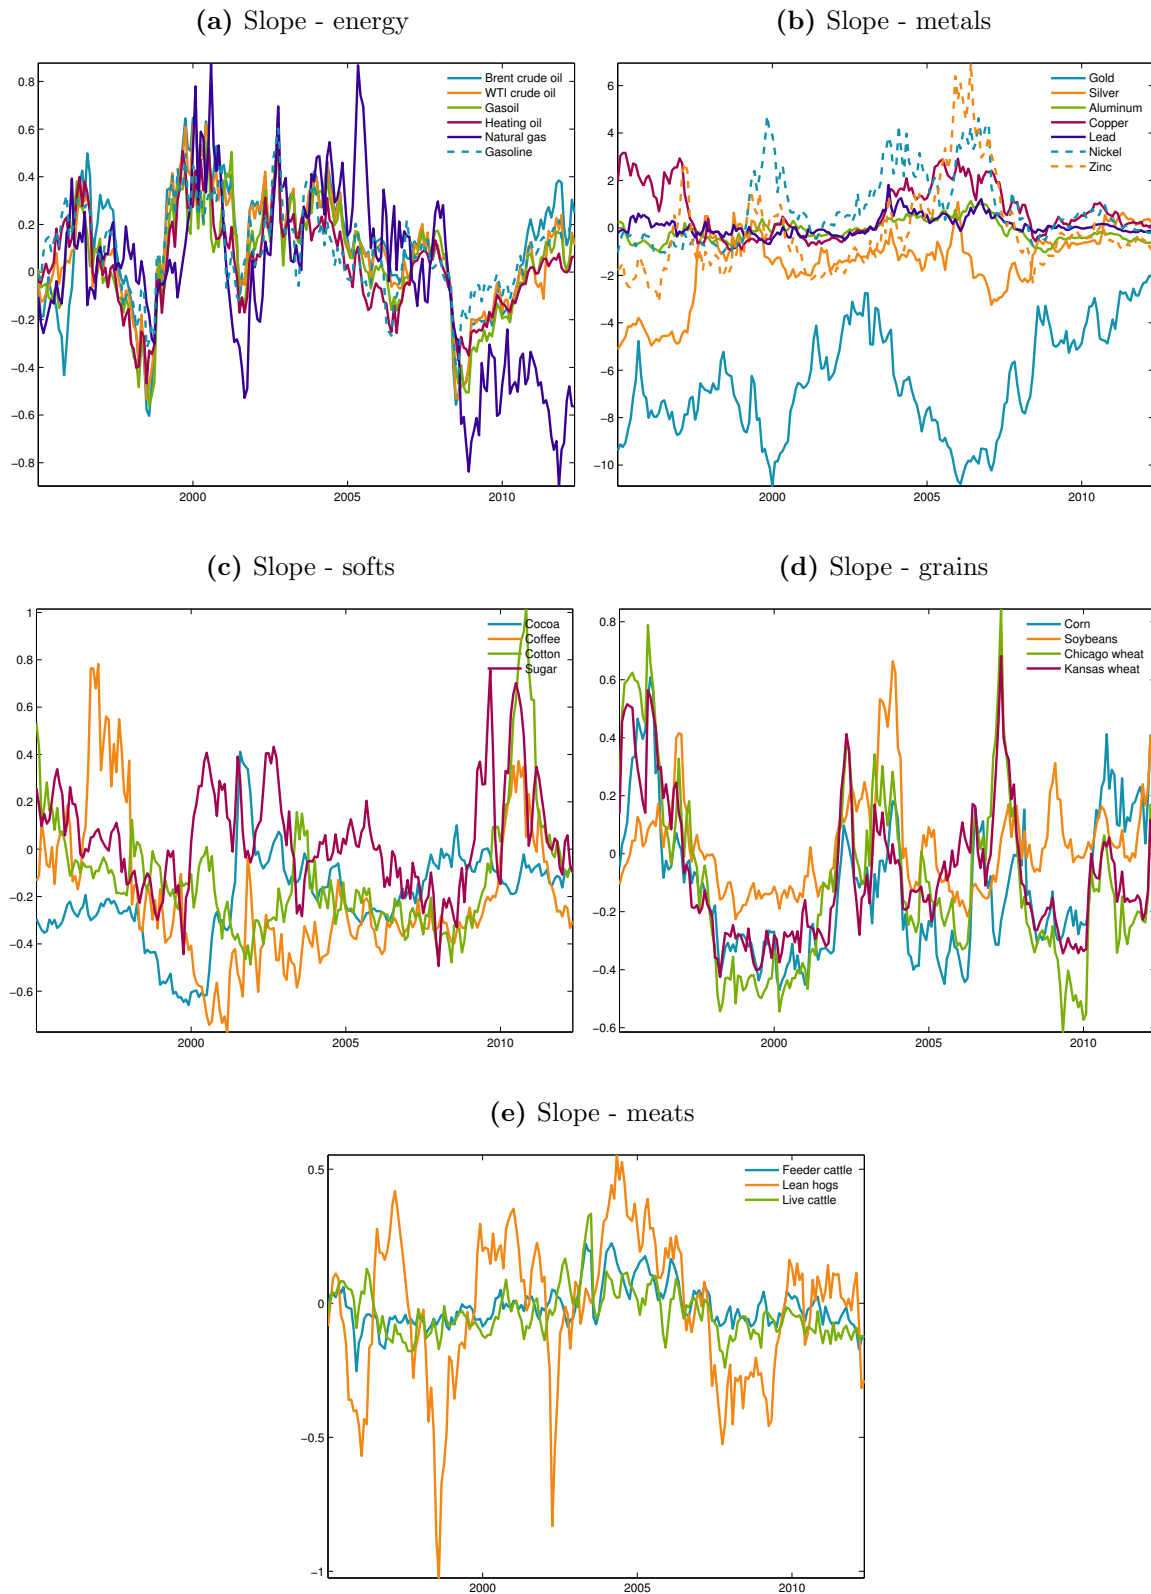 (a) Slope - energy
0.8
0.6
0.4
0.2
0
−0.2
−0.4
−0.6
−0.8
2000
2005
2010
Brent crude oil
WTI crude oil
Gasoil
Heating oil
Natural gas
Gasoline
(b) Slope - metals
6
4
2
0
−2
−4
−6
−8
−10
2000
2005
2010
Gold
Silver
Aluminum
Copper
Lead
Nickel
Zinc
(c) Slope - softs
1
0.8
0.6
0.4
0.2
0
−0.2
−0.4
−0.6
2000
2005
2010
Cocoa
Coffee
Cotton
Sugar
(d) Slope - grains
0.8
0.6
0.4
0.2
0
−0.2
−0.4
−0.6
2000
2005
2010
Corn
Soybeans
Chicago wheat
Kansas wheat
(e) Slope - meats
0.5
0
−0.5
−1
2000
2005
2010
Feeder cattle
Lean hogs
Live cattle